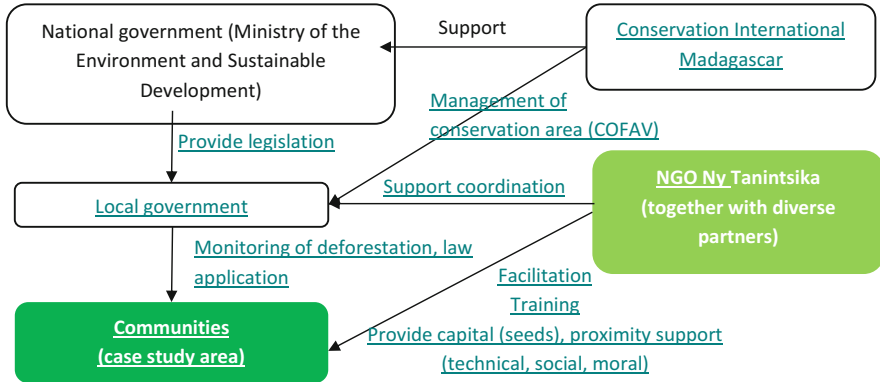 National government (Ministry of the
Environment and Sustainable
Development)
Support
Conservation International
Madagascar
Provide legislation
Management of
conservation area (COFAV)
Local government
Support coordination
NGO Ny Tanintsika
(together with diverse
partners)
Monitoring of deforestation, law
application
Facilitation
Training
Provide capital (seeds), proximity support
(technical, social, moral)
Communities
(case study area)